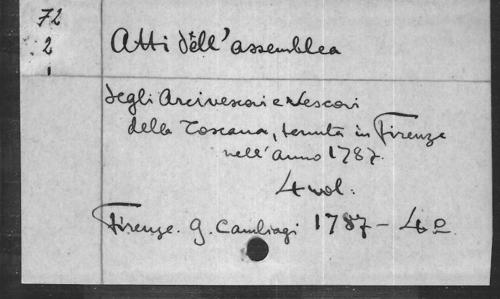 72
2
1
Atti dell'assemblea
degli Arcivescovi e Vescovi
della Toscana, tenuta in Firenze
nell'anno 1787.
4 vol.
Firenze. G. Cambiagi 1787 - 4º